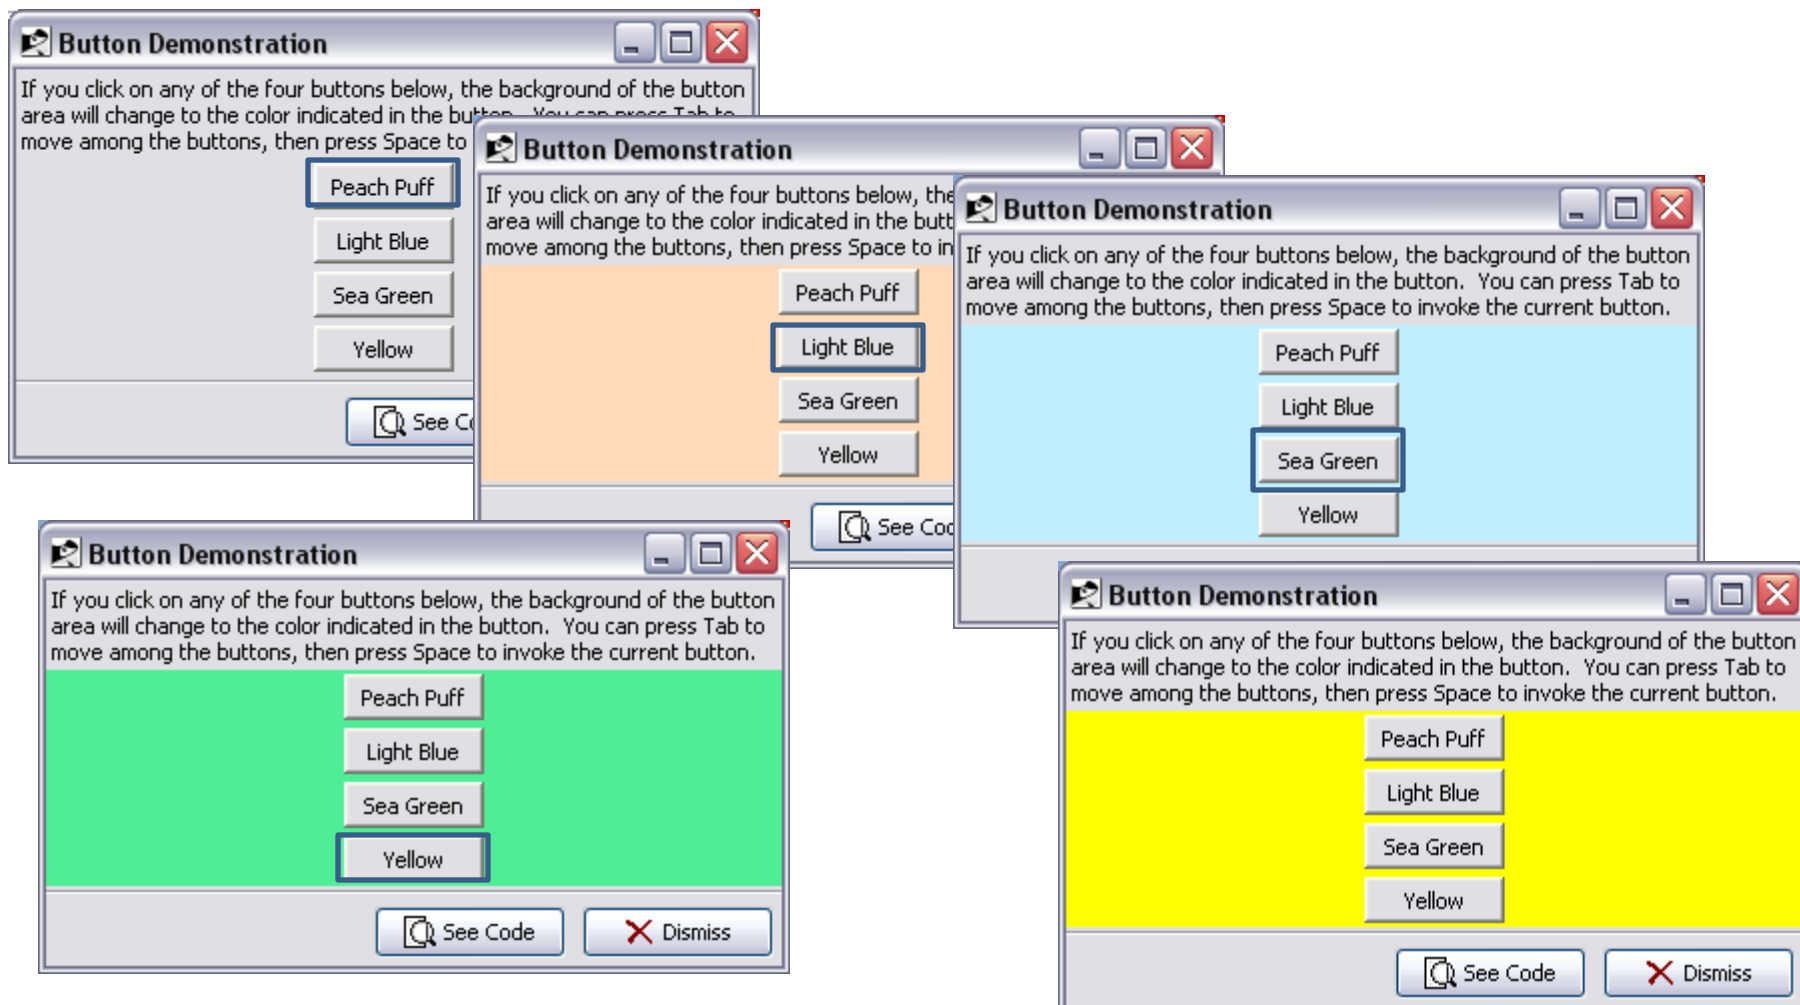 Button Demonstration
If you click on any of the four buttons below, the background of the button
area will change to the color indicated in the button. You can press Tab to
move among the buttons, then press Space to
Peach Puff
Light Blue
Sea Green
Yellow
See
Button Demonstration
If you click on any of the four buttons below, the
area will change to the color indicated in the
move among the buttons, then press Space to
Peach Puff
Light Blue
Sea Green
Yellow
See
Button Demonstration
If you click on any of the four buttons below, the background of the button
area will change to the color indicated in the button. You can press Tab to
move among the buttons, then press Space to invoke the current button.
Peach Puff
Light Blue
Sea Green
Yellow
Button Demonstration
If you click on any of the four buttons below, the background of the button
area will change to the color indicated in the button. You can press Tab to
move among the buttons, then press Space to invoke the current button.
Peach Puff
Light Blue
Sea Green
Yellow
See Code
Dismiss
Button Demonstration
If you click on any of the four buttons below, the background of the button
area will change to the color indicated in the button. You can press Tab to
move among the buttons, then press Space to invoke the current button.
Peach Puff
Light Blue
Sea Green
Yellow
See Code
Dismiss